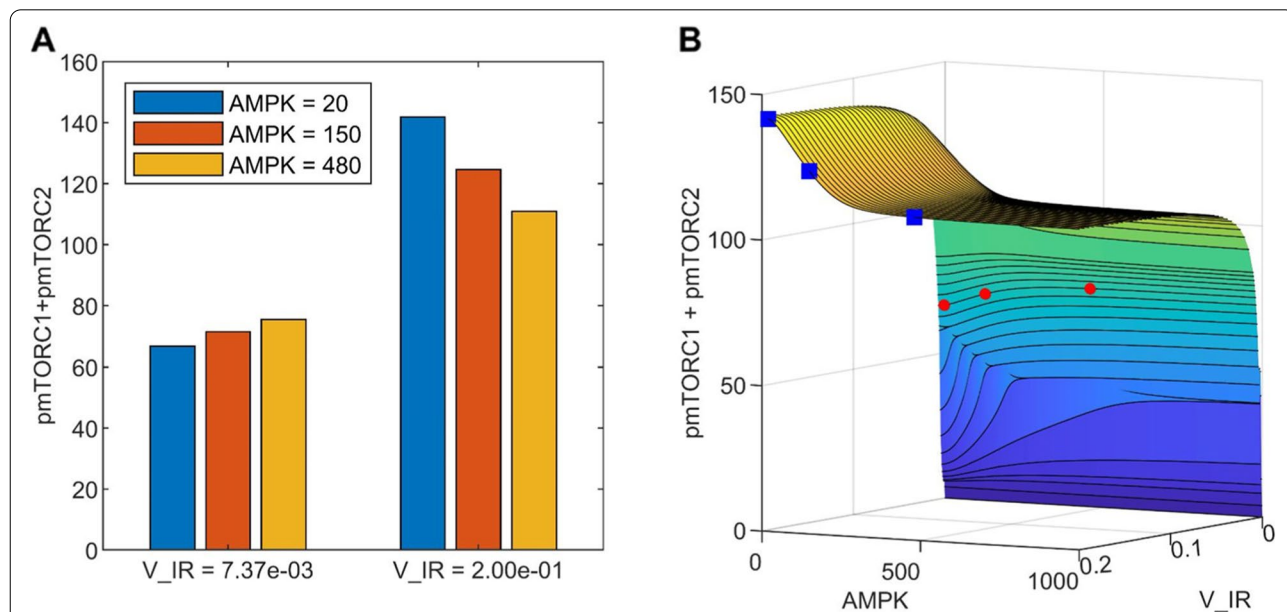 A
160
140
120
100
80
60
40
20
0
pmTORC1+pmTORC2
AMPK = 20
AMPK = 150
AMPK = 480
V_IR = 7.37e-03
V_IR = 2.00e-01
B
150
100
50
0
pmTORC1 + pmTORC2
0
500
1000
AMPK
0.2
0.1
0
V_IR